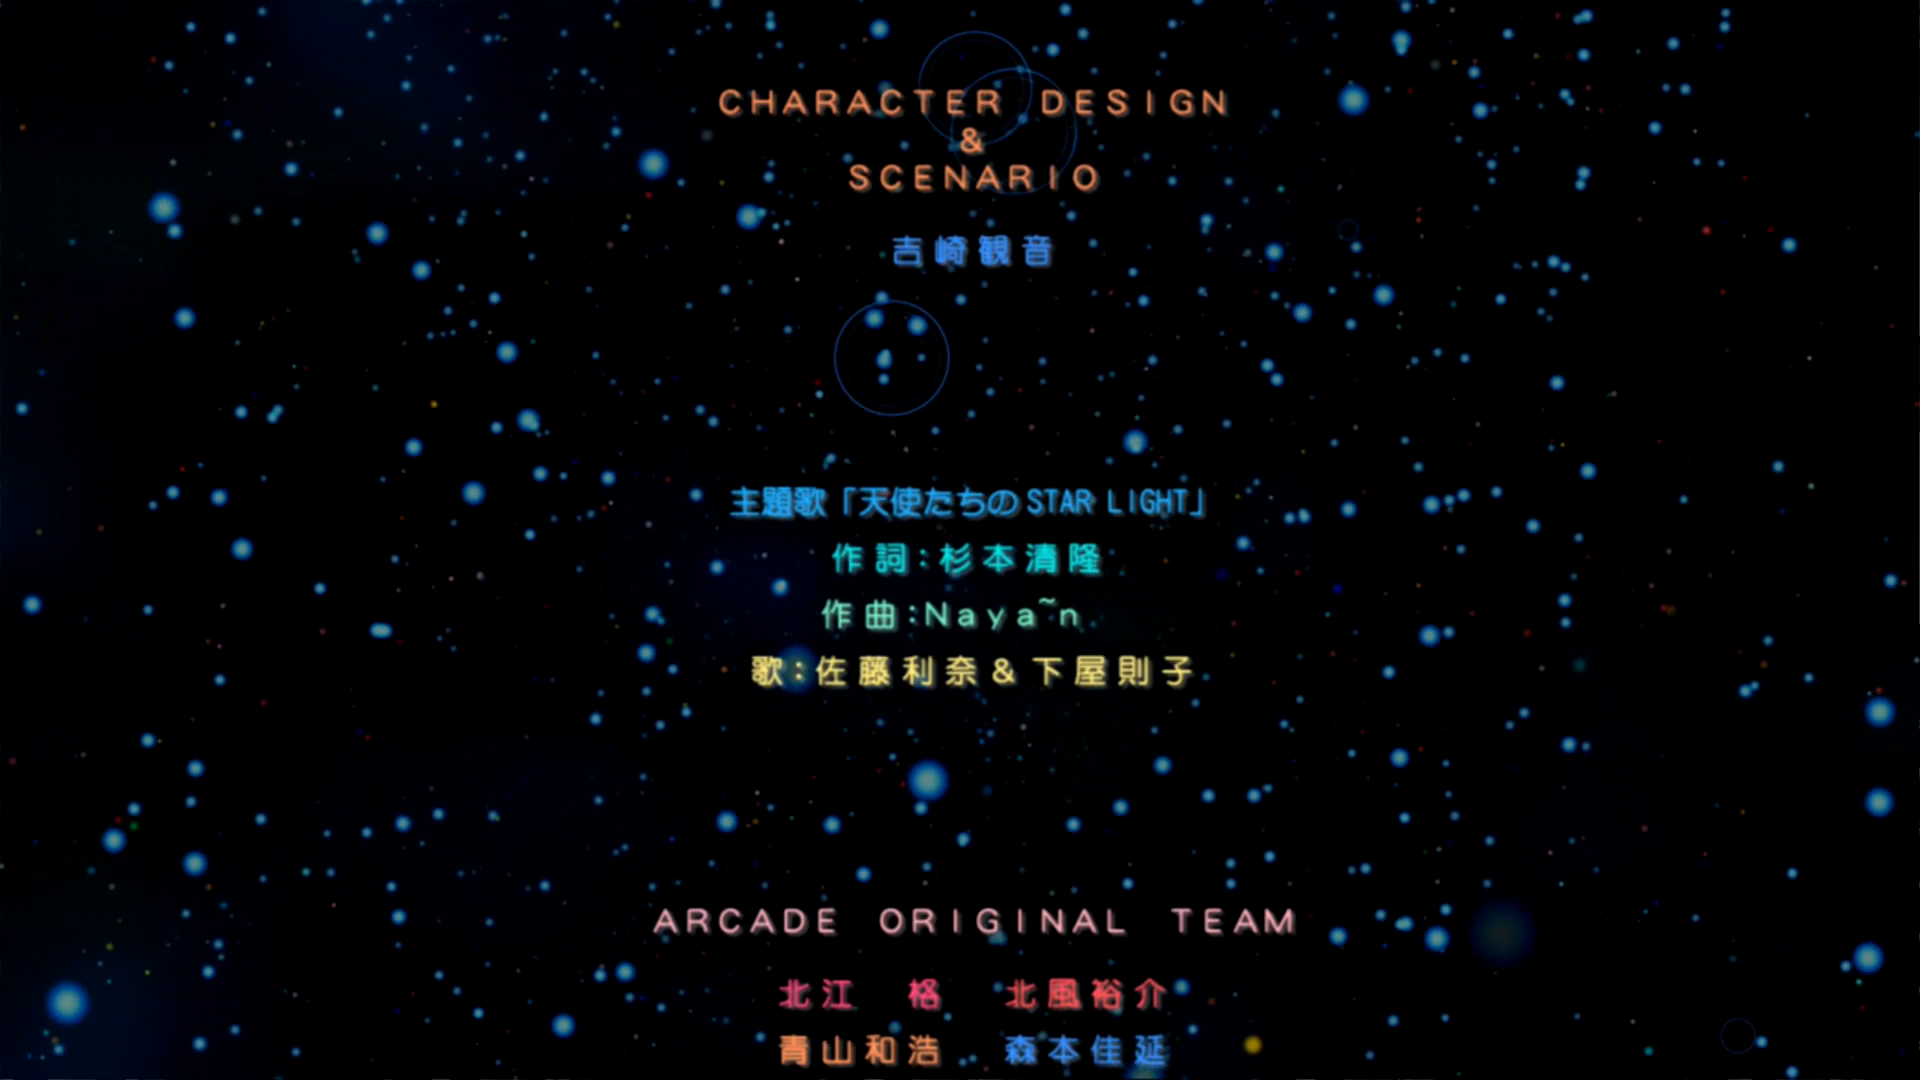 CHARACTER DESIGN
&
SCENARIO
吉崎観音
主題歌「天使たちのSTAR LIGHT」
作詞:杉本清隆
作曲:Naya~n
歌:佐藤利奈&下屋則子
ARCADE ORIGINAL TEAM
北江 格 北風裕介
青山和浩 森本佳延